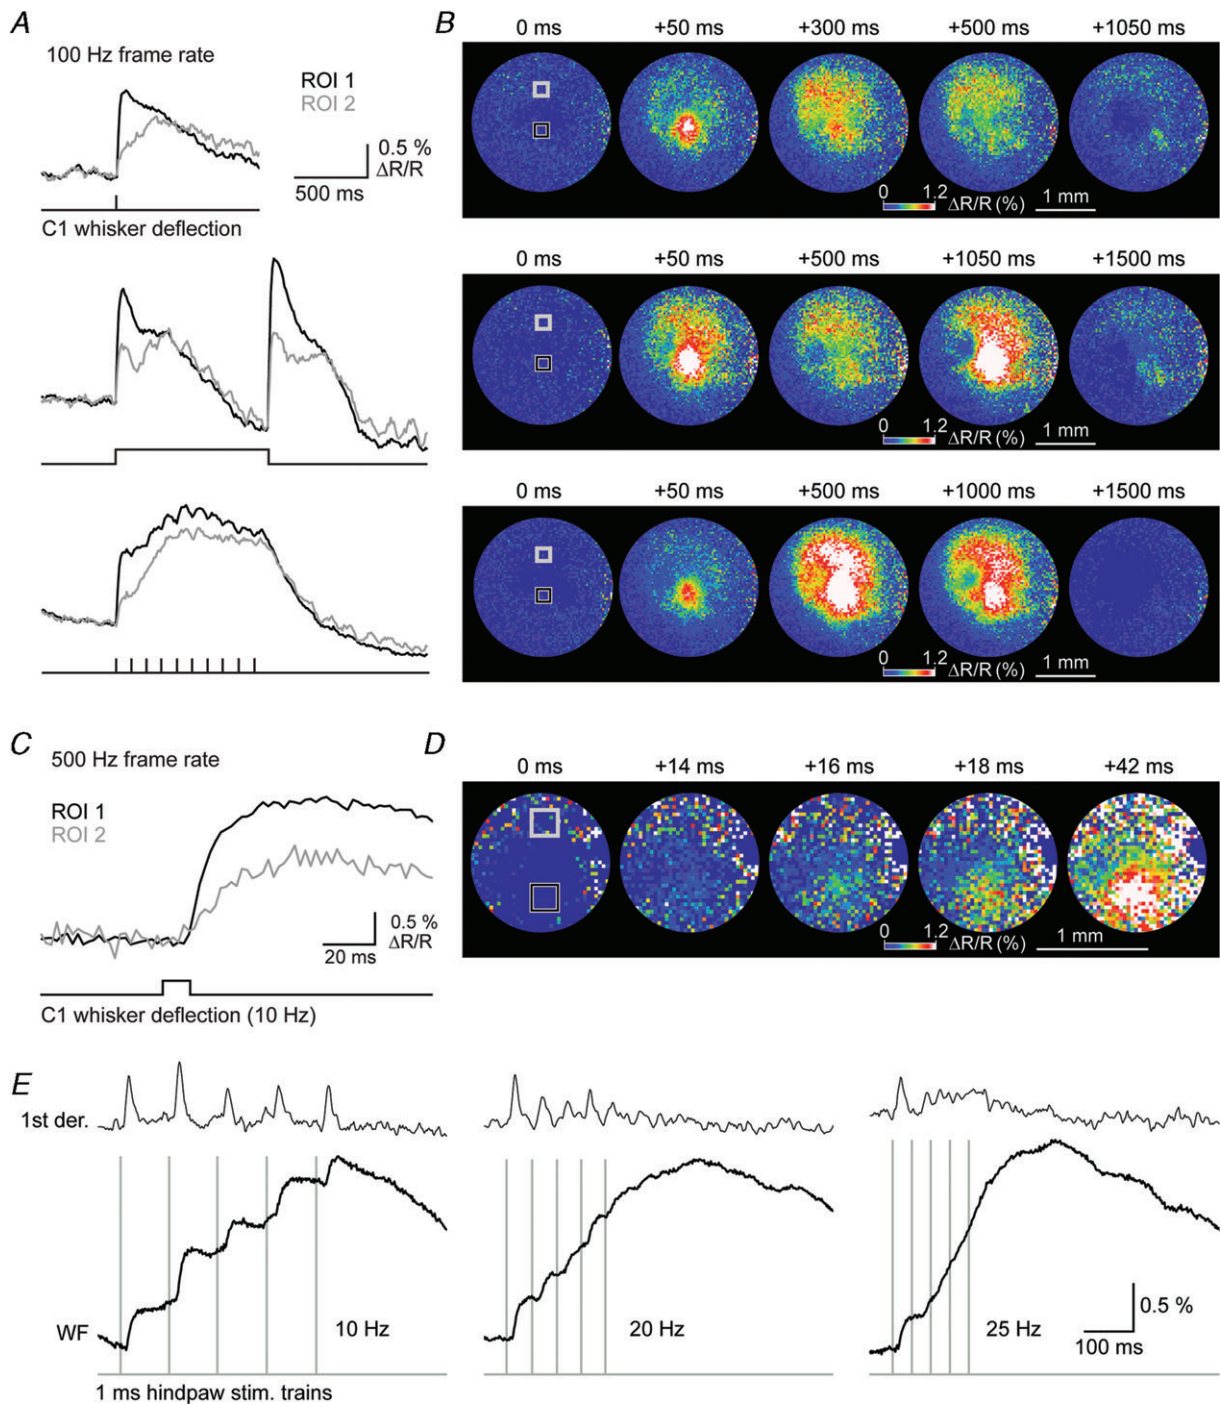 A
100 Hz frame rate
ROI 1
ROI 2
0.5 %
ΔR/R
500 ms
C1 whisker deflection
B
0 ms +50 ms +300 ms +500 ms +1050 ms
0 1.2 ΔR/R (%) 1 mm
0 ms +50 ms +500 ms +1050 ms +1500 ms
0 1.2 ΔR/R (%) 1 mm
0 ms +50 ms +500 ms +1000 ms +1500 ms
0 1.2 ΔR/R (%) 1 mm
C
500 Hz frame rate
ROI 1
ROI 2
0.5 %
ΔR/R
20 ms
C1 whisker deflection (10 Hz)
D
0 ms +14 ms +16 ms +18 ms +42 ms
0 1.2 ΔR/R (%) 1 mm
E
1st der.
WF
10 Hz
20 Hz
25 Hz
0.5 %
100 ms
1 ms hindpaw stim. trains